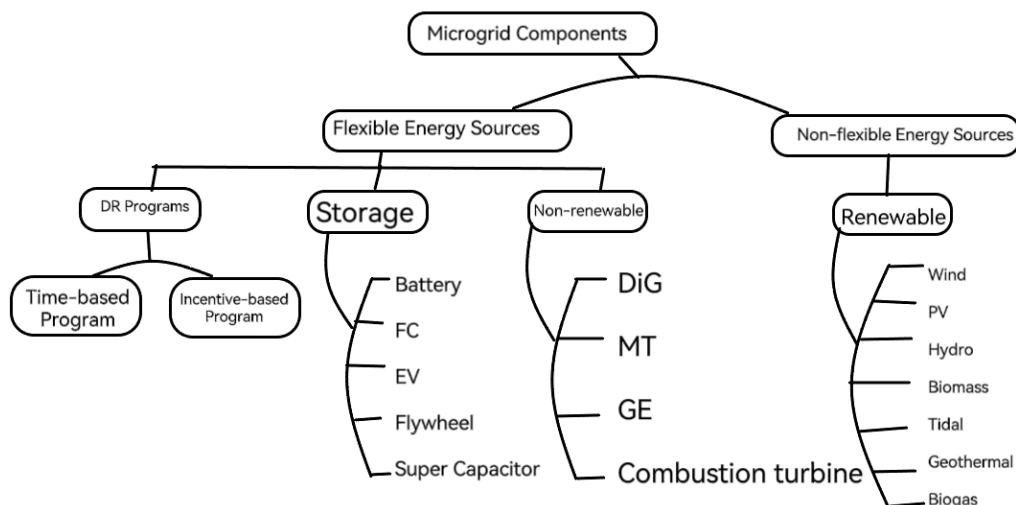 Microgrid Components
Flexible Energy Sources
Non-flexible Energy Sources
DR Programs
Storage
Non-renewable
Renewable
Time-based
Program
Incentive-based
Program
Battery
FC
EV
Flywheel
Super Capacitor
DiG
MT
GE
Combustion turbine
Wind
PV
Hydro
Biomass
Tidal
Geothermal
Biogas